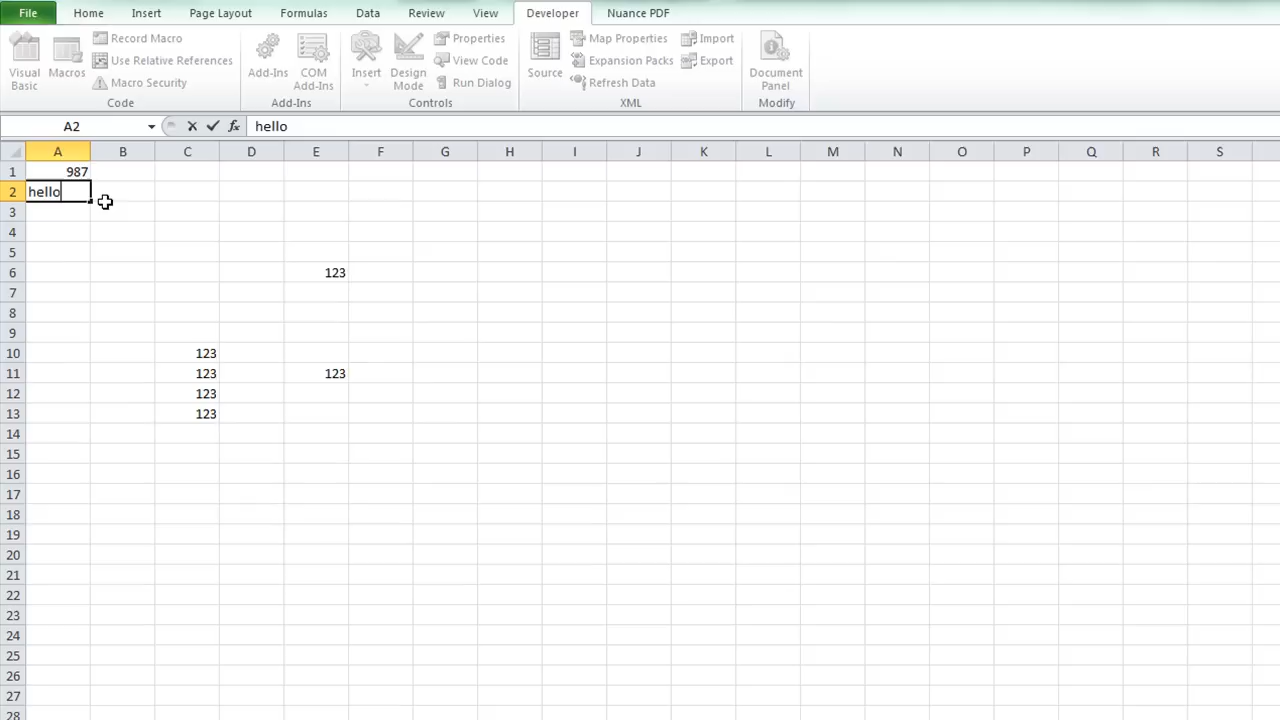 File Home Insert Page Layout Formulas Data Review View Developer Nuance PDF
Visual Basic
Macros
Record Macro
Use Relative References
Macro Security
Code
Add-Ins
COM Add-Ins
Add-Ins
Insert
Design Mode
Properties
View Code
Run Dialog
Controls
Source
Map Properties
Expansion Packs
Refresh Data
Import
Export
XML
Document Panel
Modify
A2 fx hello
A B C D E F G H I J K L M N O P Q R S
1 987
2 hello
3
4
5
6 123
7
8
9
10 123
11 123 123
12 123
13 123
14
15
16
17
18
19
20
21
22
23
24
25
26
27
28